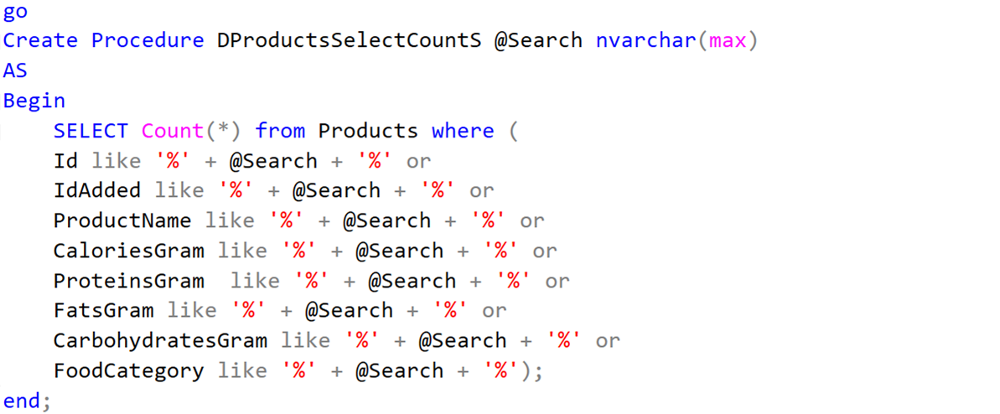 go
Create Procedure DProductsSelectCountS @Search nvarchar(max)
AS
Begin
    SELECT Count(*) from Products where (
    Id like '%' + @Search + '%' or
    IdAdded like '%' + @Search + '%' or
    ProductName like '%' + @Search + '%' or
    CaloriesGram like '%' + @Search + '%' or
    ProteinsGram  like '%' + @Search + '%' or
    FatsGram like '%' + @Search + '%' or
    CarbohydratesGram like '%' + @Search + '%' or
    FoodCategory like '%' + @Search + '%');
end;